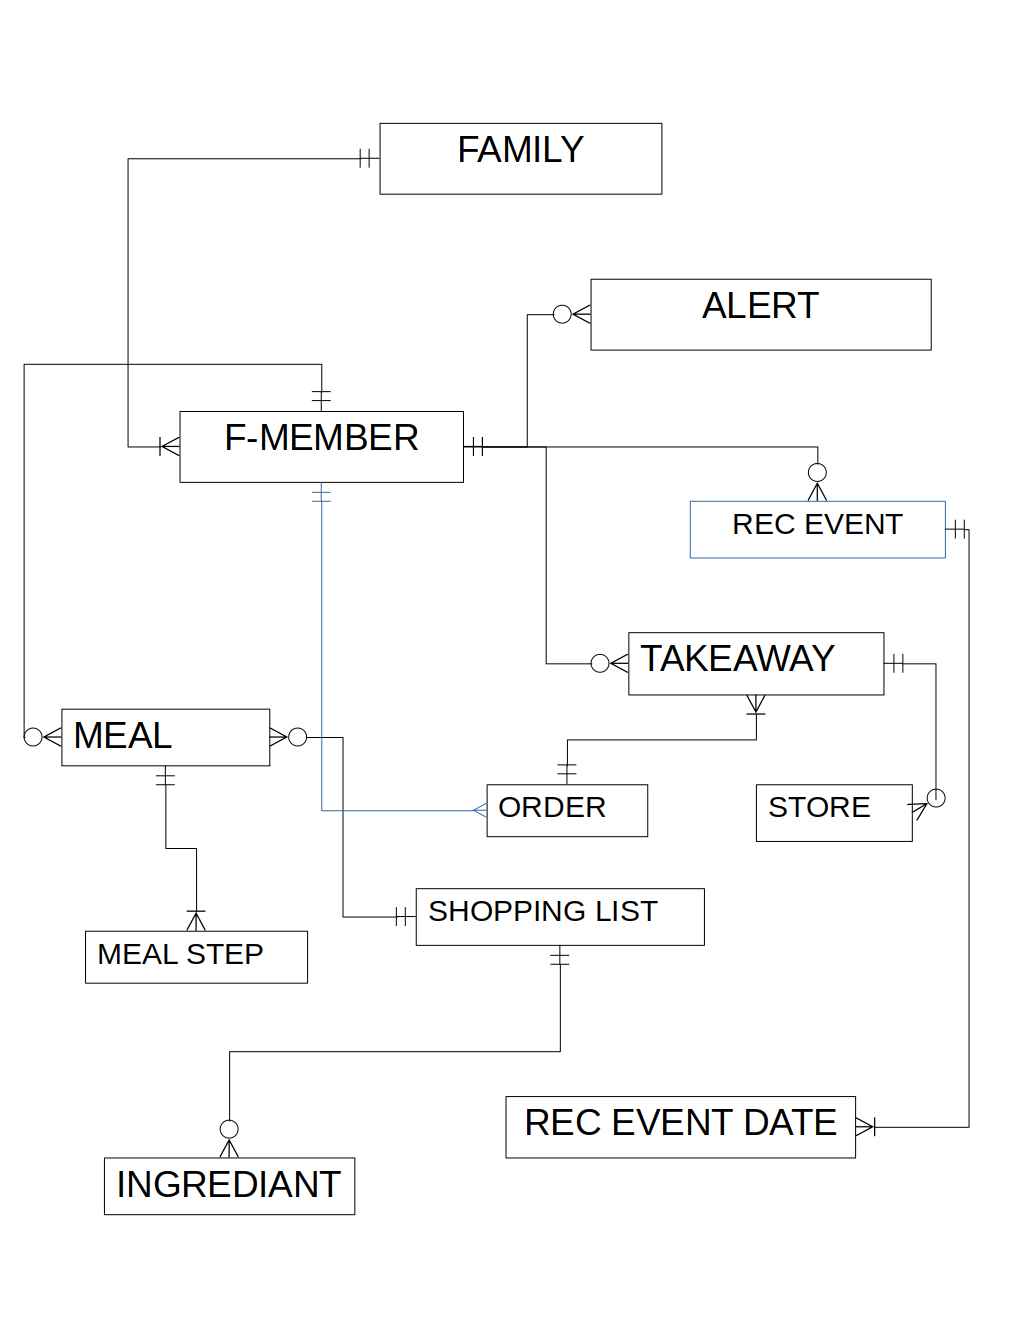 FAMILY
ALERT
F-MEMBER
REC EVENT
TAKEAWAY
MEAL
ORDER
STORE
SHOPPING LIST
MEAL STEP
REC EVENT DATE
INGREDIANT